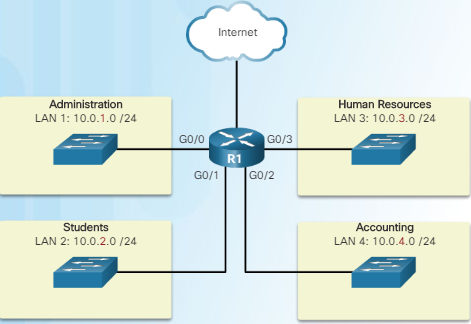 Internet
Administration
LAN 1: 10.0.1.0 /24
Human Resources
LAN 3: 10.0.3.0 /24
G0/0
G0/3
R1
G0/1
G0/2
Students
LAN 2: 10.0.2.0 /24
Accounting
LAN 4: 10.0.4.0 /24